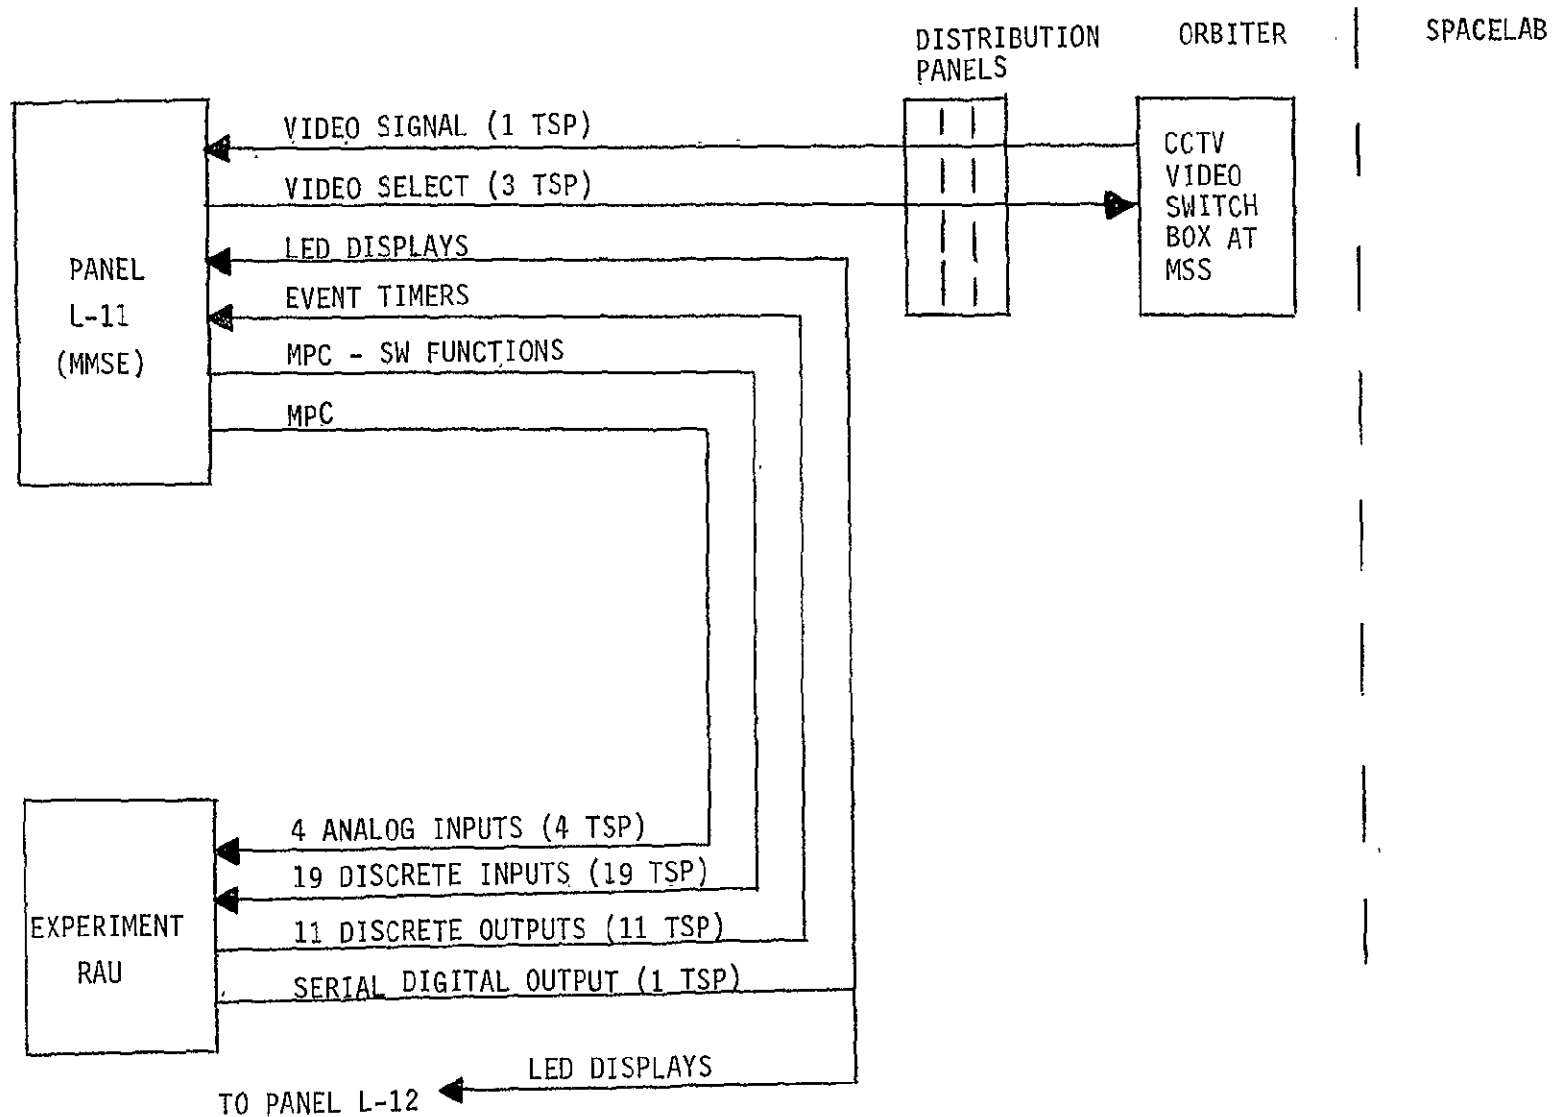 DISTRIBUTION
PANELS
ORBITER
SPACELAB
VIDEO SIGNAL (1 TSP)
VIDEO SELECT (3 TSP)
LED DISPLAYS
EVENT TIMERS
MPC - SW FUNCTIONS
MPC
PANEL
L-11
(MMSE)
CCTV
VIDEO
SWITCH
BOX AT
MSS
4 ANALOG INPUTS (4 TSP)
19 DISCRETE INPUTS (19 TSP)
11 DISCRETE OUTPUTS (11 TSP)
SERIAL DIGITAL OUTPUT (1 TSP)
EXPERIMENT
RAU
LED DISPLAYS
TO PANEL L-12